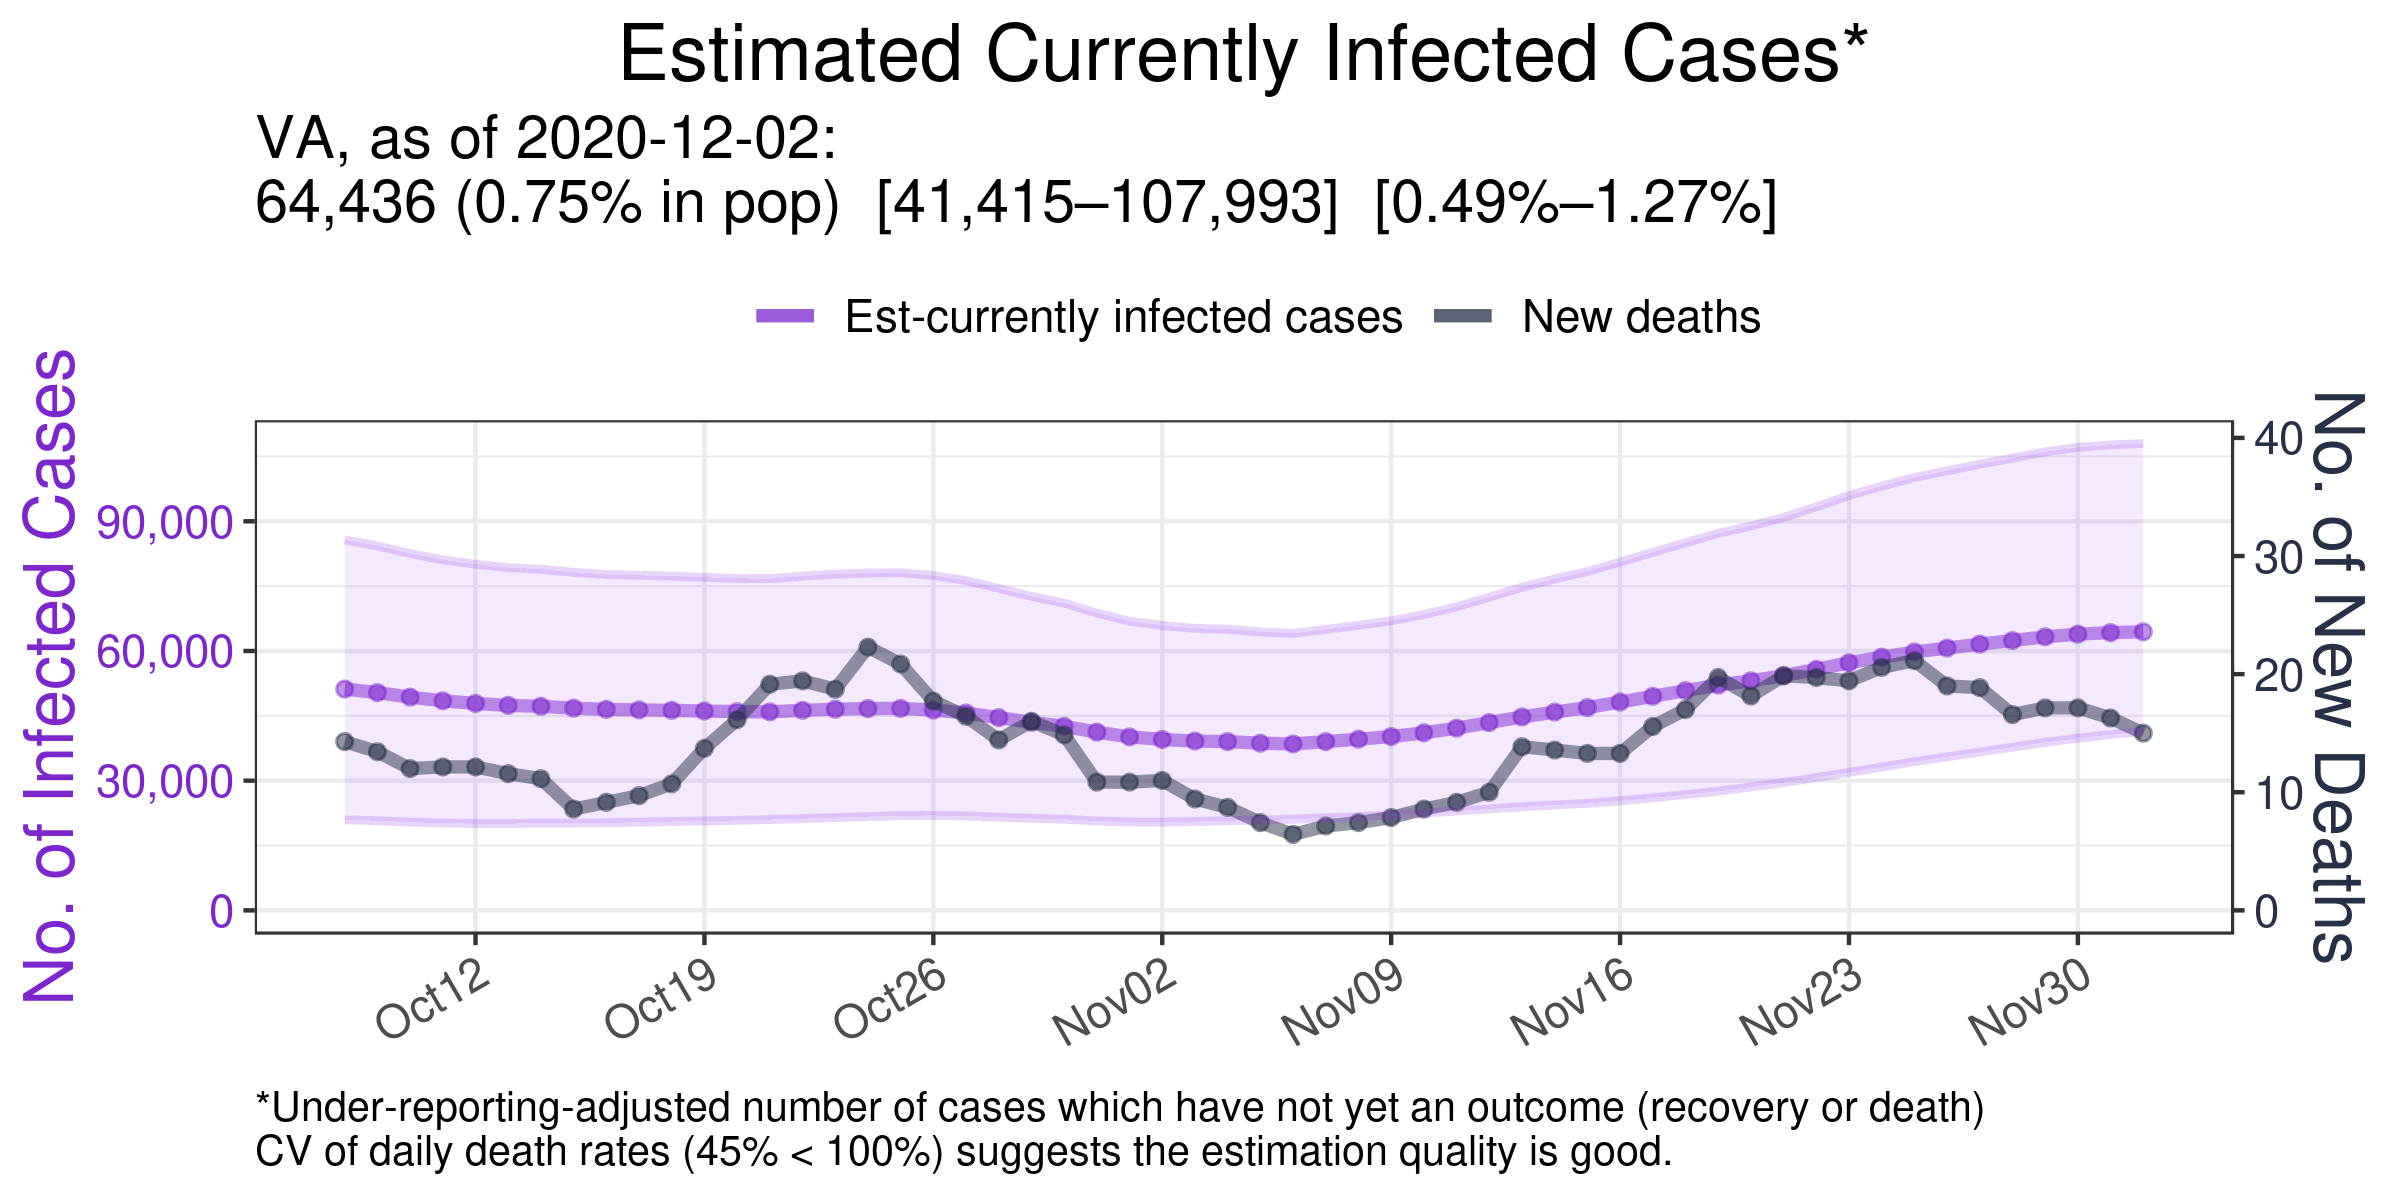 Estimated Currently Infected Cases*
VA, as of 2020-12-02:
64,436 (0.75% in pop) [41,415–107,993] [0.49%–1.27%]
Est-currently infected cases
New deaths
No. of Infected Cases
90,000
60,000
30,000
0
40
30
20
10
0
No. of New Deaths
Oct12
Oct19
Oct26
Nov02
Nov09
Nov16
Nov23
Nov30
*Under-reporting-adjusted number of cases which have not yet an outcome (recovery or death)
CV of daily death rates (45% < 100%) suggests the estimation quality is good.